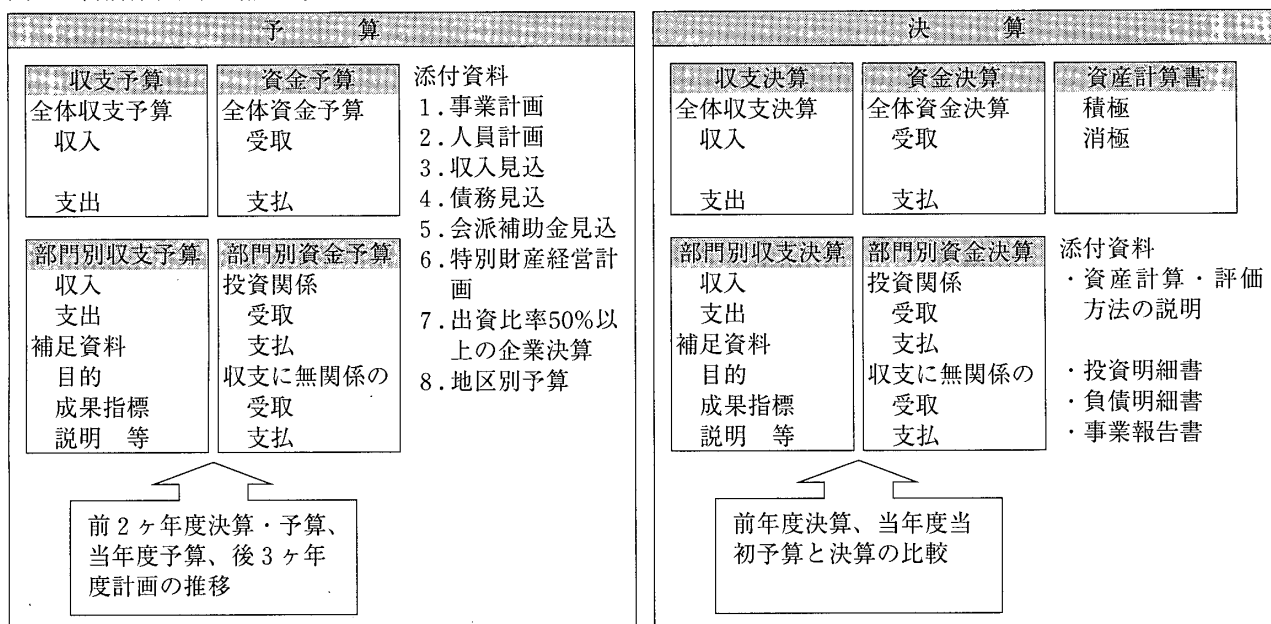 予　算
収支予算
全体収支予算
収入
支出
資金予算
全体資金予算
受取
支払
添付資料
1．事業計画
2．人員計画
3．収入見込
4．債務見込
5．会派補助金見込
6．特別財産経営計
画
7．出資比率50%以
上の企業決算
8．地区別予算
部門別収支予算
収入
支出
補足資料
目的
成果指標
説明　等
部門別資金予算
投資関係
受取
支払
収支に無関係の
受取
支払
前2ヶ年度決算・予算、
当年度予算、後3ヶ年
度計画の推移
決　算
収支決算
全体収支決算
収入
支出
資金決算
全体資金決算
受取
支払
資産計算書
積極
消極
部門別収支決算
収入
支出
補足資料
目的
成果指標
説明　等
部門別資金決算
投資関係
受取
支払
収支に無関係の
受取
支払
添付資料
・資産計算・評価
方法の説明
・投資明細書
・負債明細書
・事業報告書
前年度決算、当年度当
初予算と決算の比較